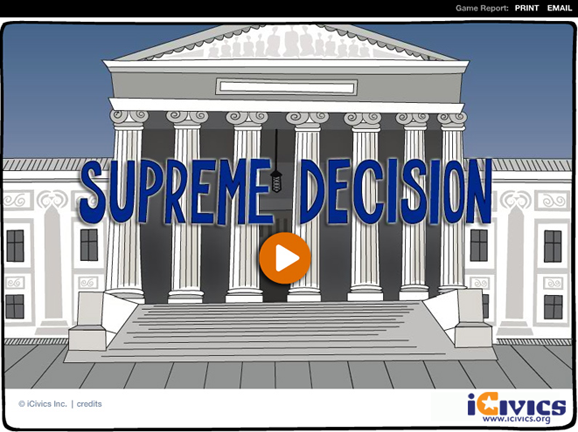 Game Report: PRINT EMAIL
SUPREME DECISION
© iCivics Inc. | credits
iCivics
www.icivics.org